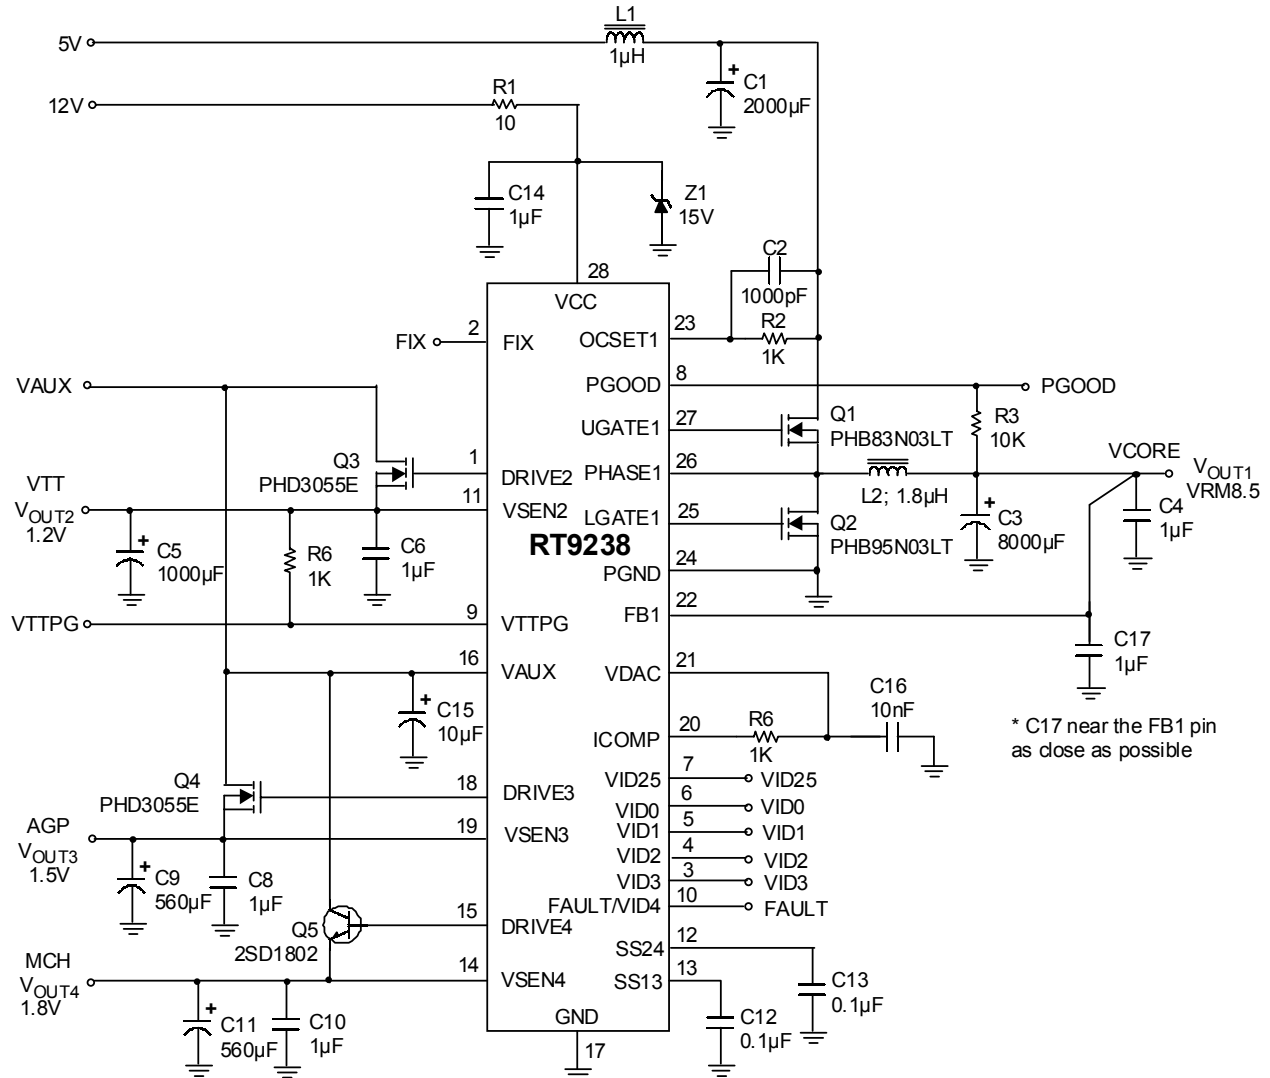 L1
5V
1µH
C1
2000µF
R1
12V
10
C14
1µF
Z1
15V
C2
1000pF
28
VCC
2
FIX
FIX
23
OCSET1
R2
1K
VAUX
PGOOD
8
PGOOD
Q1
PHB83N03LT
R3
10K
UGATE1
27
Q3
PHD3055E
1
DRIVE2
PHASE1
26
L2; 1.8µH
VCORE
VOUT1
VRM8.5
VTT
VOUT2
1.2V
11
VSEN2
LGATE1
25
Q2
PHB95N03LT
C3
8000µF
C4
1µF
RT9238
C5
1000µF
R6
1K
C6
1µF
PGND
24
VTTPG
9
VTTPG
FB1
22
C17
1µF
16
VAUX
VDAC
21
C15
10µF
C16
10nF
ICOMP
20
R6
1K
* C17 near the FB1 pin
as close as possible
Q4
PHD3055E
18
DRIVE3
VID25
7
VID25
VID0
6
VID0
AGP
VOUT3
1.5V
19
VSEN3
VID1
5
VID1
VID2
4
VID2
VID3
3
VID3
C9
560µF
C8
1µF
FAULT/VID4
10
FAULT
Q5
2SD1802
15
DRIVE4
SS24
12
MCH
VOUT4
1.8V
14
VSEN4
SS13
13
C13
0.1µF
C11
560µF
C10
1µF
C12
0.1µF
GND
17